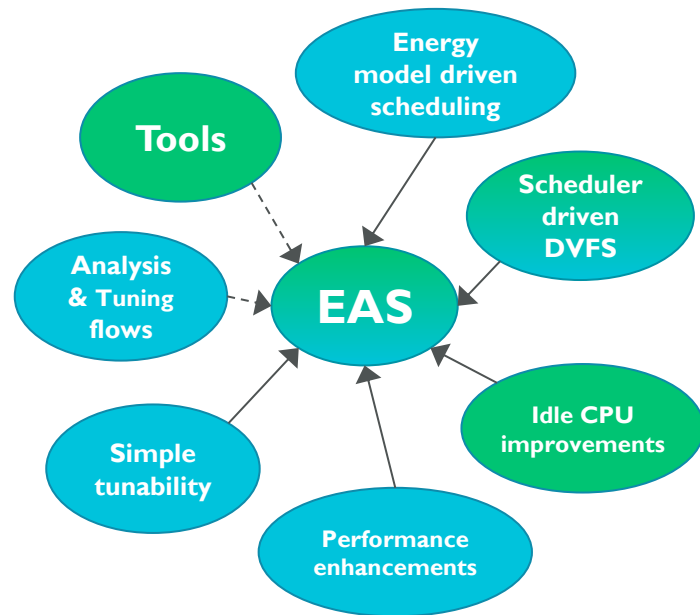 Energy
model driven
scheduling
Tools
Scheduler
driven
DVFS
Analysis
& Tuning
flows
EAS
Idle CPU
improvements
Simple
tunability
Performance
enhancements